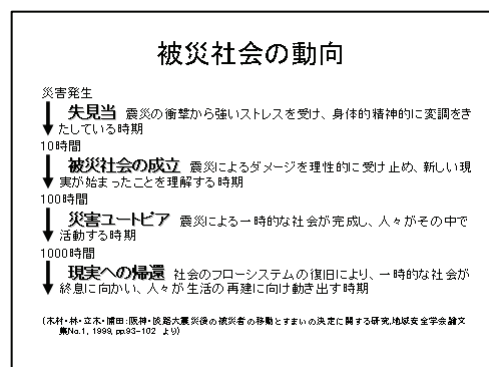 被災社会の動向
災害発生
失見当 震災の衝撃から強いストレスを受け、身体的精神的に変調をき
たしている時期
10時間
被災社会の成立 震災によるダメージを理性的に受け止め、新しい現
実が始まったことを理解する時期
100時間
災害ユートピア 震災による一時的な社会が完成し、人々がその中で
活動する時期
1000時間
現実への帰還 社会のフローシステムの復旧により、一時的な社会が
終息に向かい、人々が生活の再建に向け動き出す時期
(木村・林・立木・浦田:阪神・淡路大震災後の被災者の移動とすまいの決定に関する研究,地域安全学会論文
集No.1, 1999, pp.93-102 より)